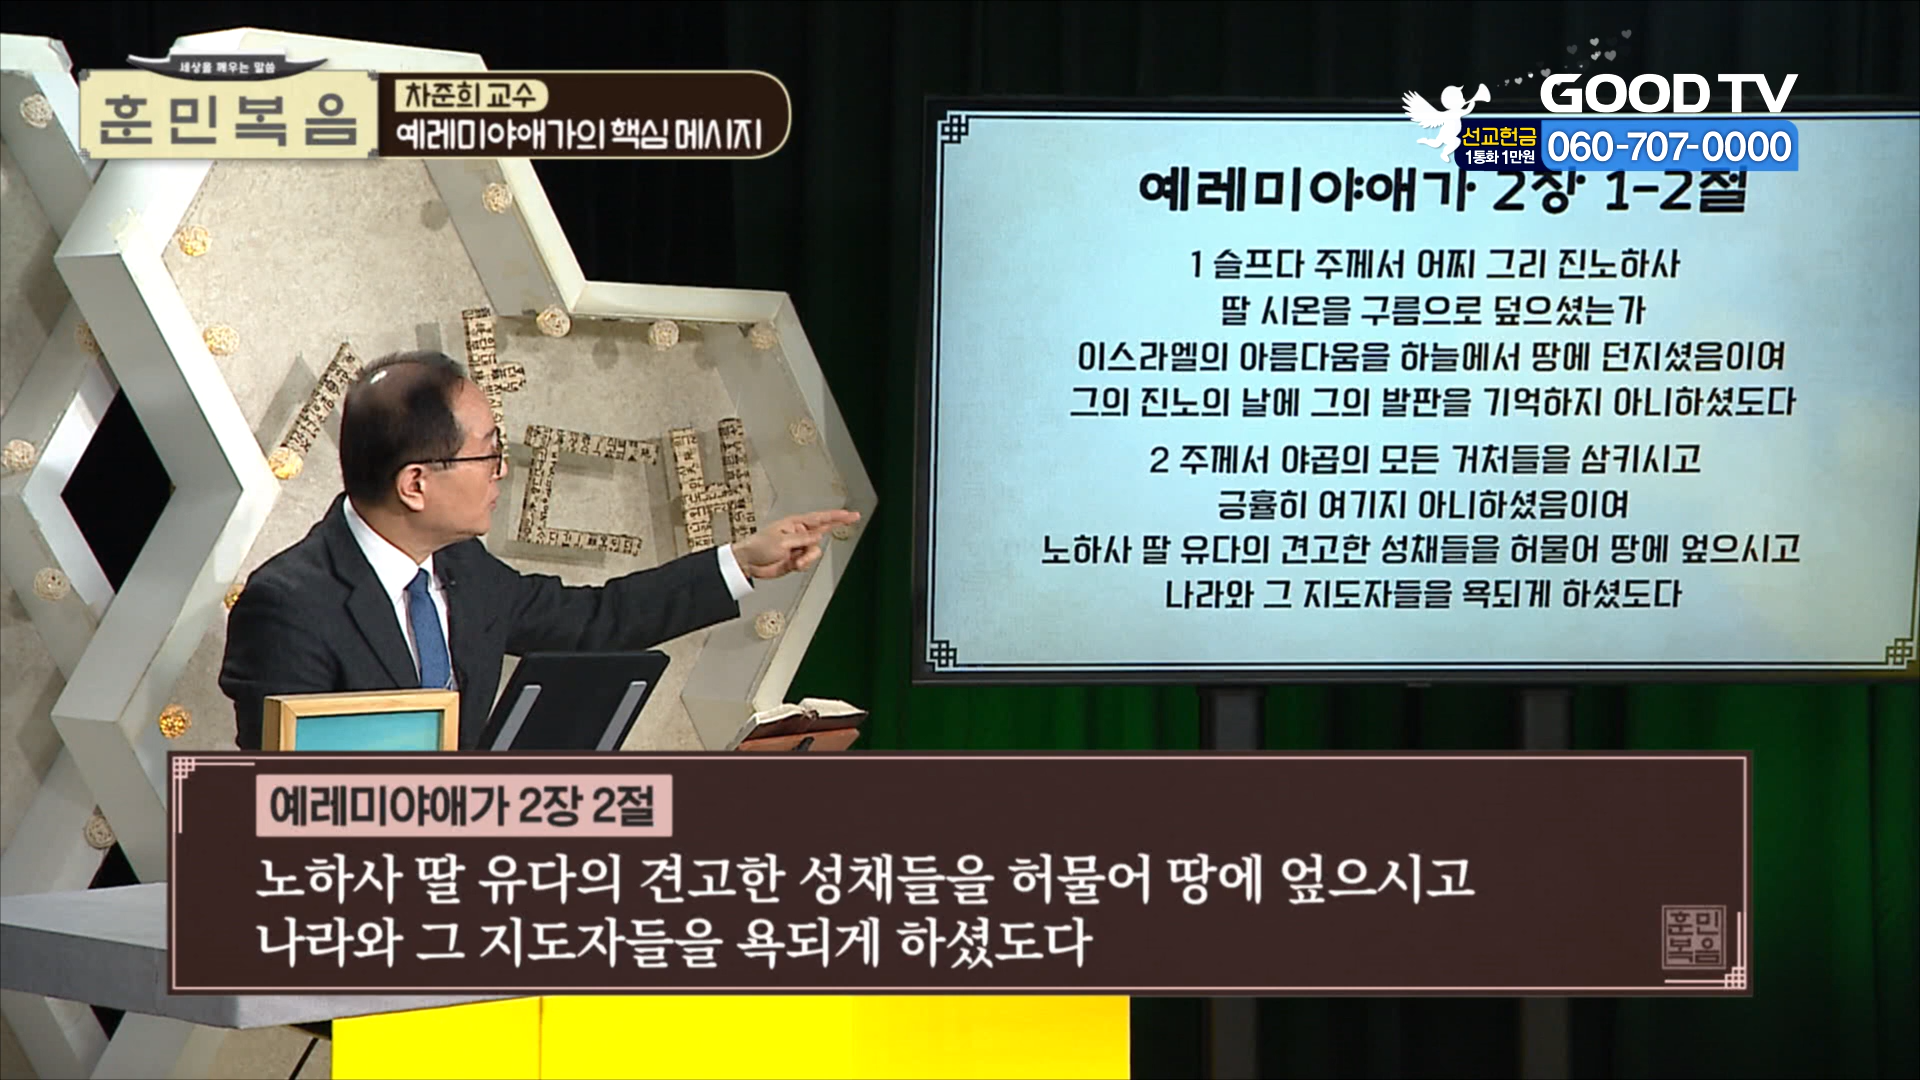 세상을 깨우는 말씀
훈민복음
차준희 교수
예레미야애가의 핵심 메시지
GOODTV
선교헌금
1통화 1만원
060-707-0000
예레미야애가 2장 1-2절
1 슬프다 주께서 어찌 그리 진노하사
딸 시온을 구름으로 덮으셨는가
이스라엘의 아름다움을 하늘에서 땅에 던지셨음이여
그의 진노의 날에 그의 발판을 기억하지 아니하셨도다
2 주께서 야곱의 모든 거처들을 삼키시고
긍휼히 여기지 아니하셨음이여
노하사 딸 유다의 견고한 성채들을 허물어 땅에 엎으시고
나라와 그 지도자들을 욕되게 하셨도다
예레미야애가 2장 2절
노하사 딸 유다의 견고한 성채들을 허물어 땅에 엎으시고
나라와 그 지도자들을 욕되게 하셨도다
훈민
복음